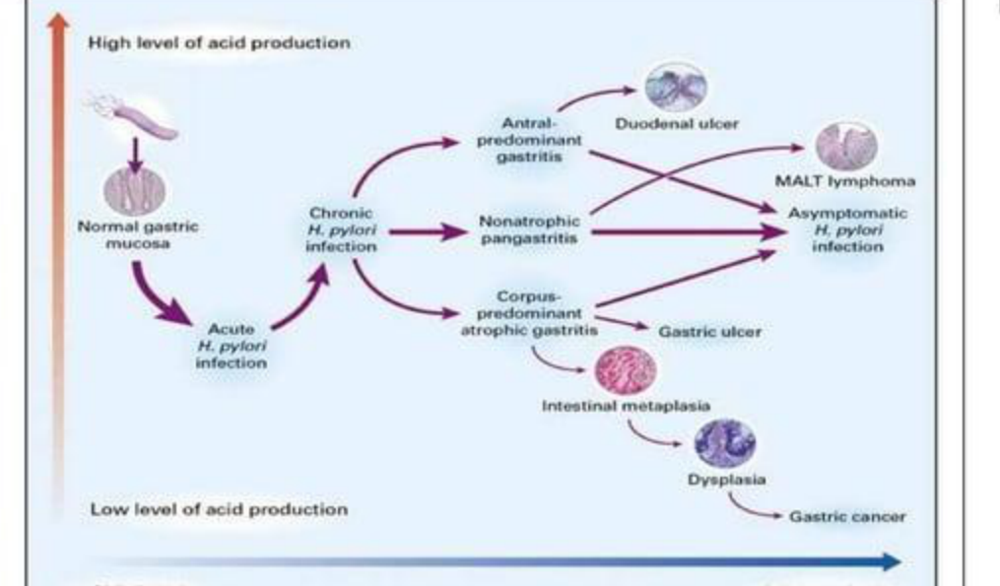 High level of acid production
Normal gastric
mucosa
Acute
H. pylori
infection
Chronic
H. pylori
infection
Antral-
predominant
gastritis
Duodenal ulcer
Nonatrophic
pangastritis
MALT lymphoma
Asymptomatic
H. pylori
infection
Corpus-
predominant
atrophic gastritis
Gastric ulcer
Intestinal metaplasia
Dysplasia
Gastric cancer
Low level of acid production